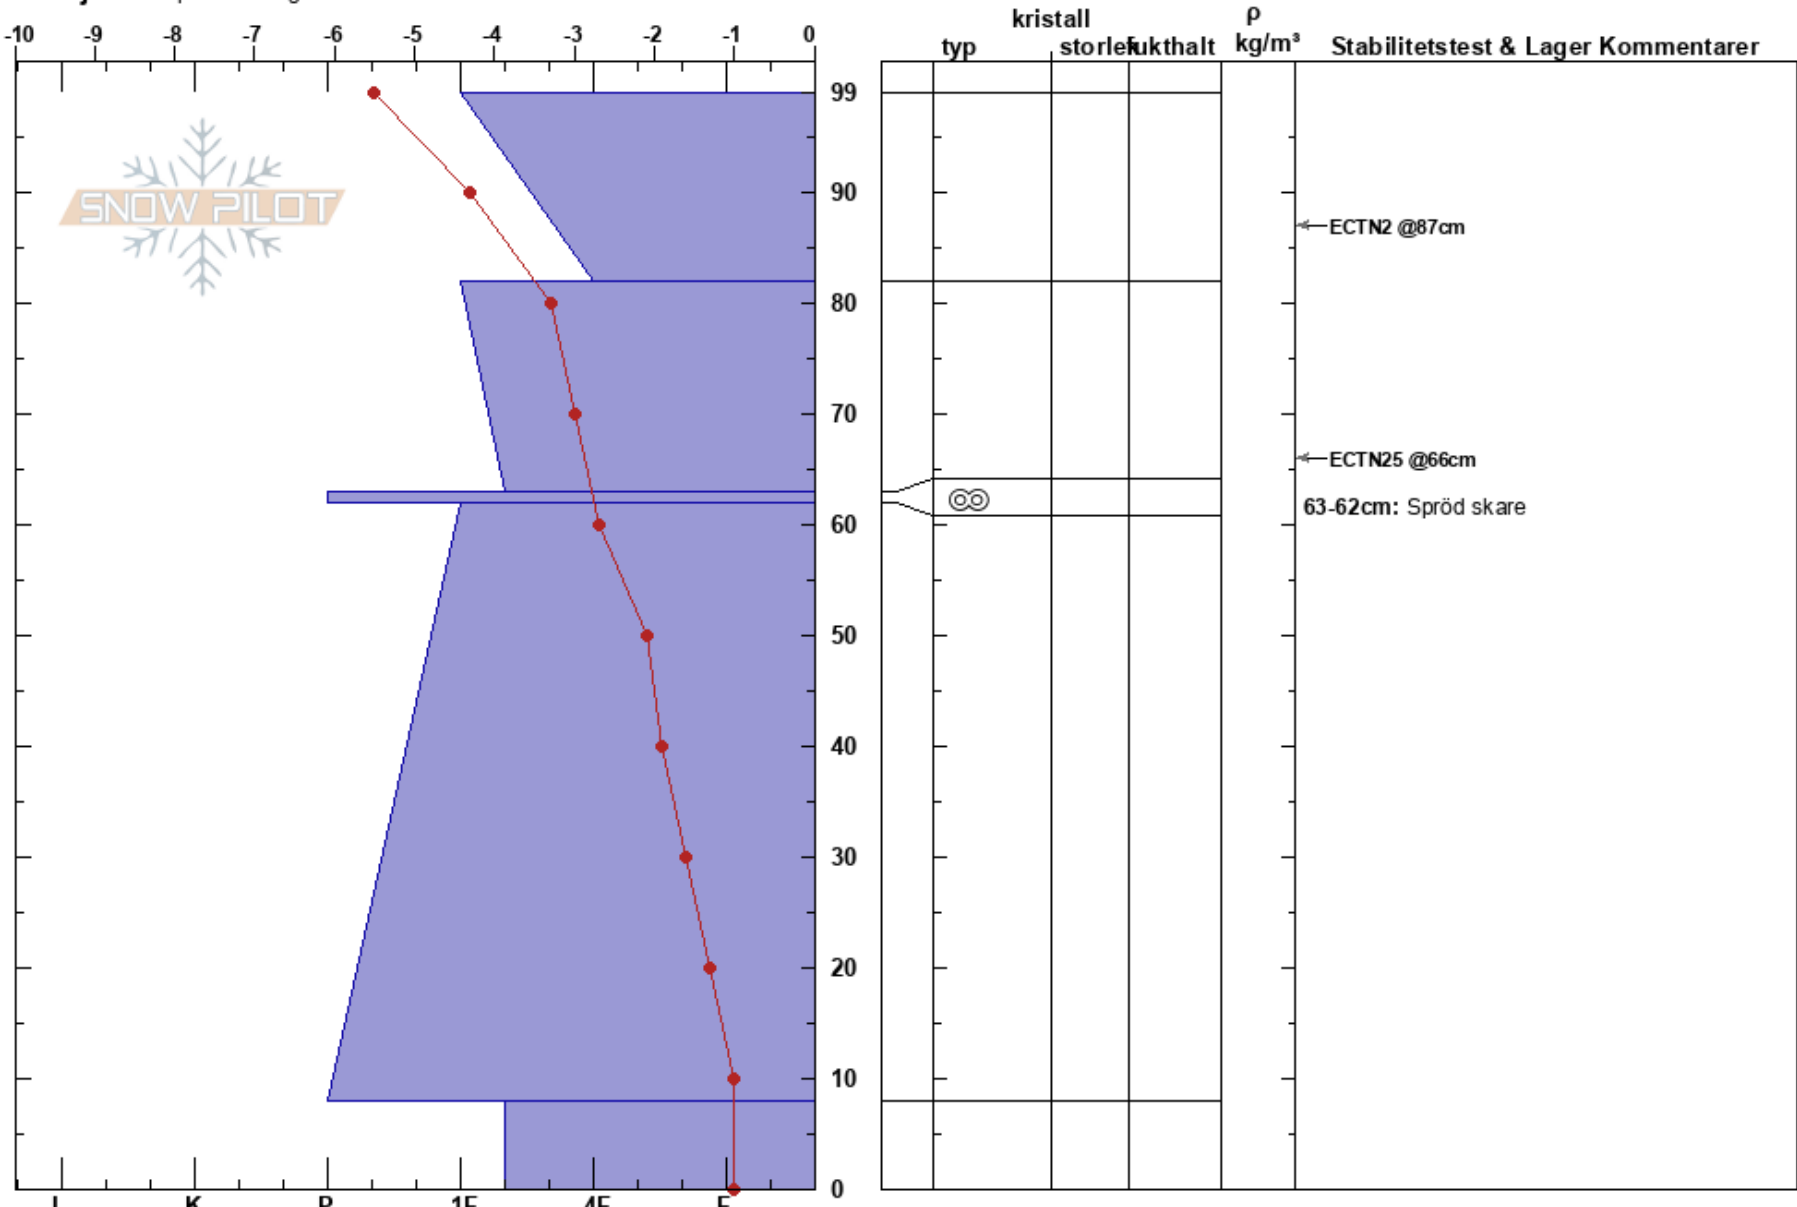 kristall
ρ
-10 -9 -8 -7 -6 -5 -4 -3 -2 -1 0
typ storlek fukthalt kg/m³ Stabilitetstest & Lager Kommentarer
99
SNOW PILOT
90
ECTN2 @87cm
80
70
ECTN25 @66cm
63-62cm: Spröd skare
60
50
40
30
20
10
0
I K P 1F 4F F